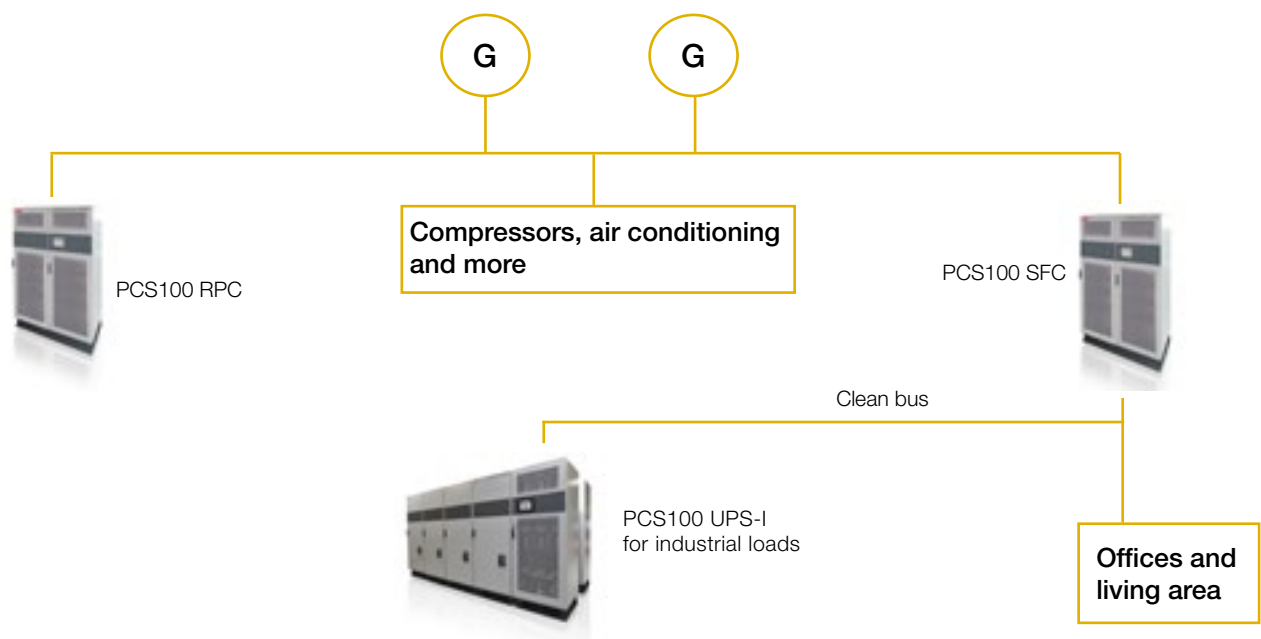 G
G
Compressors, air conditioning
and more
PCS100 RPC
PCS100 SFC
Clean bus
PCS100 UPS-I
for industrial loads
Offices and
living area